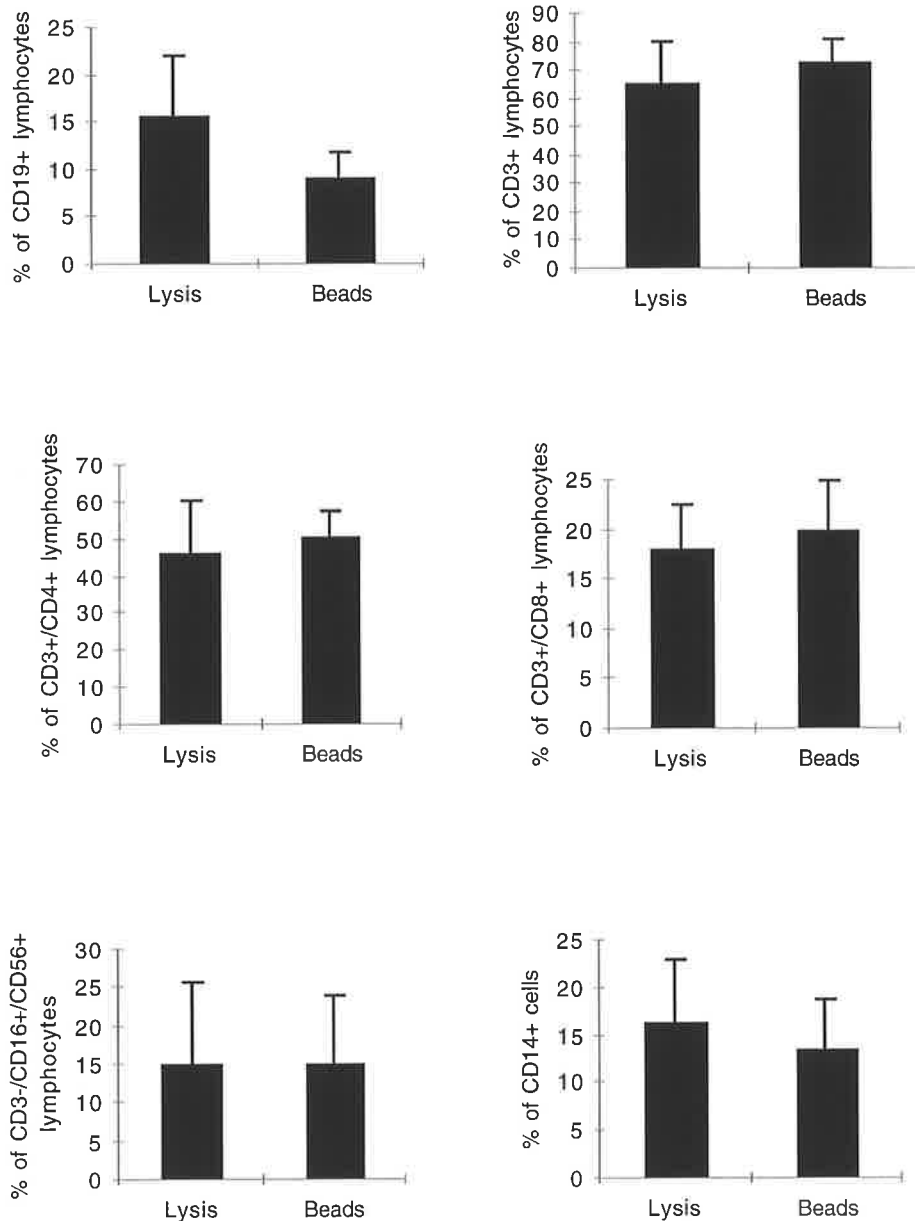 % of CD19+ lymphocytes
25
20
15
10
5
0
Lysis
Beads
% of CD3+ lymphocytes
90
80
70
60
50
40
30
20
10
0
Lysis
Beads
% of CD3+/CD4+ lymphocytes
70
60
50
40
30
20
10
0
Lysis
Beads
% of CD3+/CD8+ lymphocytes
25
20
15
10
5
0
Lysis
Beads
% of CD3-/CD16+/CD56+
lymphocytes
30
25
20
15
10
5
0
Lysis
Beads
% of CD14+ cells
25
20
15
10
5
0
Lysis
Beads